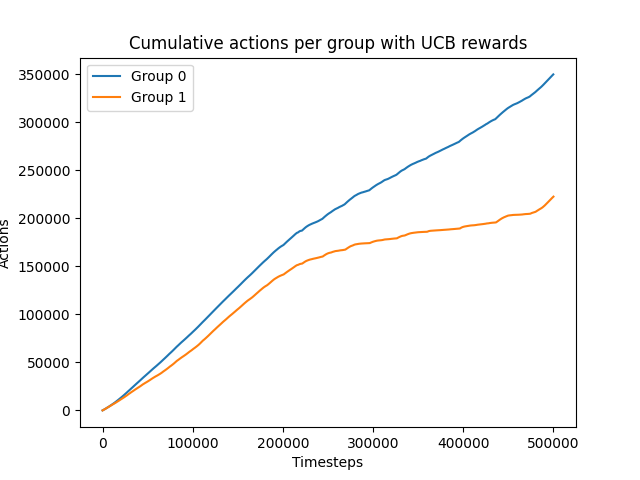 Cumulative actions per group with UCB rewards
Group 0
Group 1
350000
300000
250000
200000
150000
100000
50000
0
Actions
0 100000 200000 300000 400000 500000
Timesteps